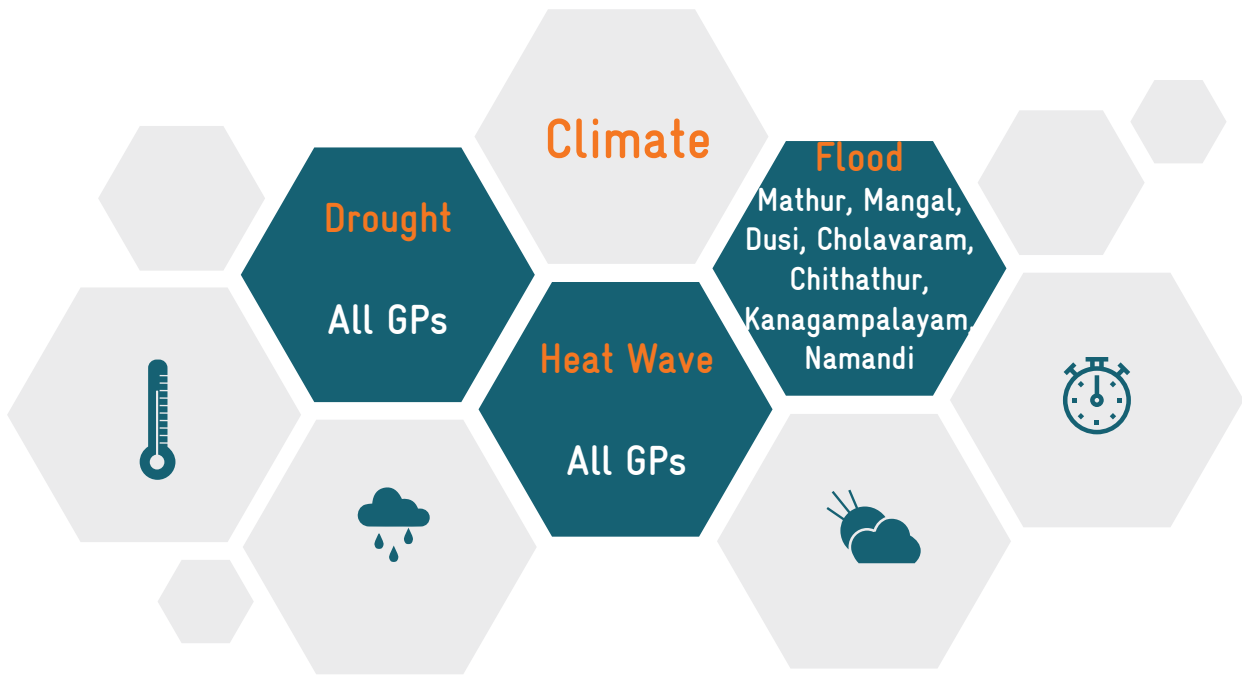 Climate
Drought
All GPs
Heat Wave
All GPs
Flood
Mathur, Mangal,
Dusi, Cholavaram,
Chithathur,
Kanagampalayam,
Namandi